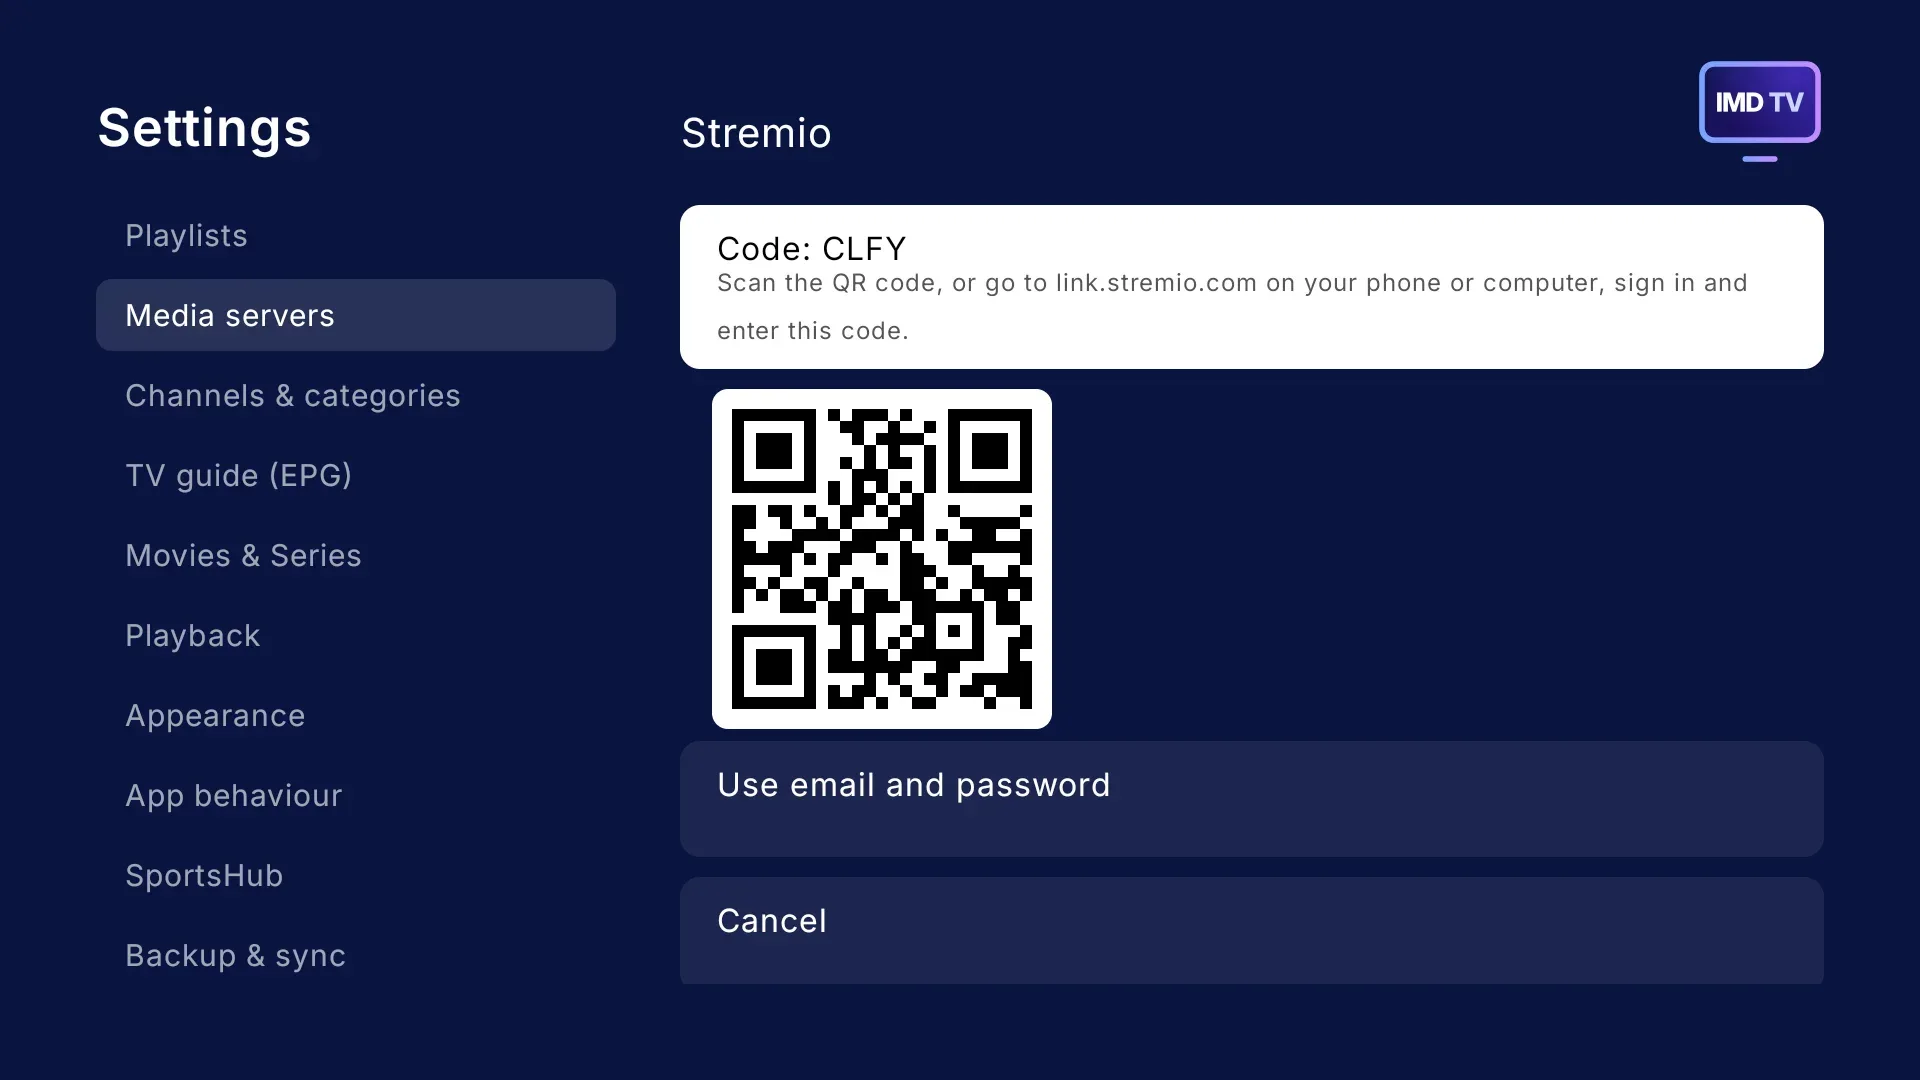 Settings
Playlists
Media servers
Channels & categories
TV guide (EPG)
Movies & Series
Playback
Appearance
App behaviour
SportsHub
Backup & sync
Stremio
IMD TV
Code: CLFY
Scan the QR code, or go to link.stremio.com on your phone or computer, sign in and
enter this code.
Use email and password
Cancel